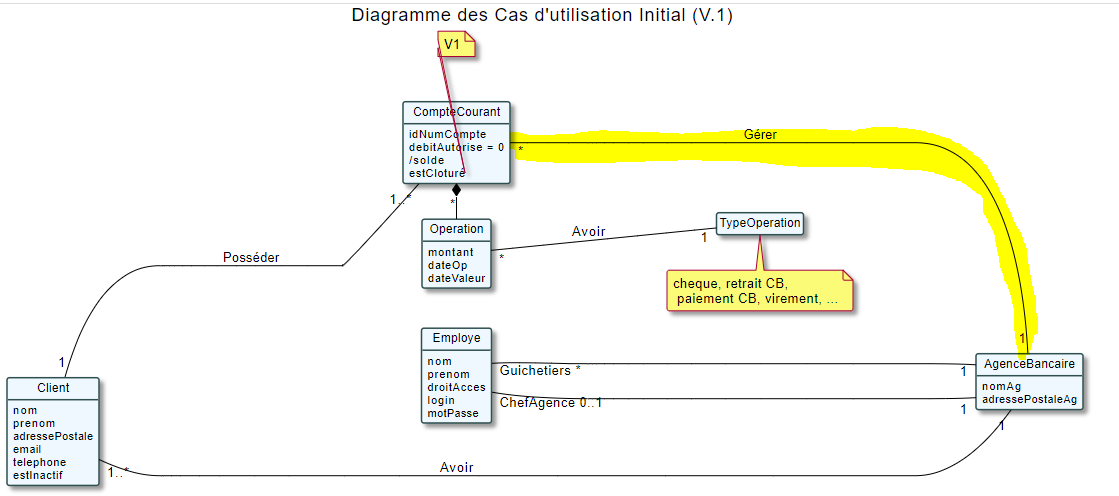 Diagramme des Cas d'utilisation Initial (V.1)
V1
CompteCourant
idNumCompte
debitAutorise = 0
/solde
estCloture
Gérer
*
1
1..*
*
Operation
montant
dateOp
dateValeur
Avoir
*
1
TypeOperation
cheque, retrait CB,
paiement CB, virement, ...
Posséder
1
Employe
nom
prenom
droitAcces
login
motPasse
Guichetiers *
1
ChefAgence 0..1
1
AgenceBancaire
nomAg
adressePostaleAg
Client
nom
prenom
adressePostale
email
telephone
estInactif
1..*
Avoir
1